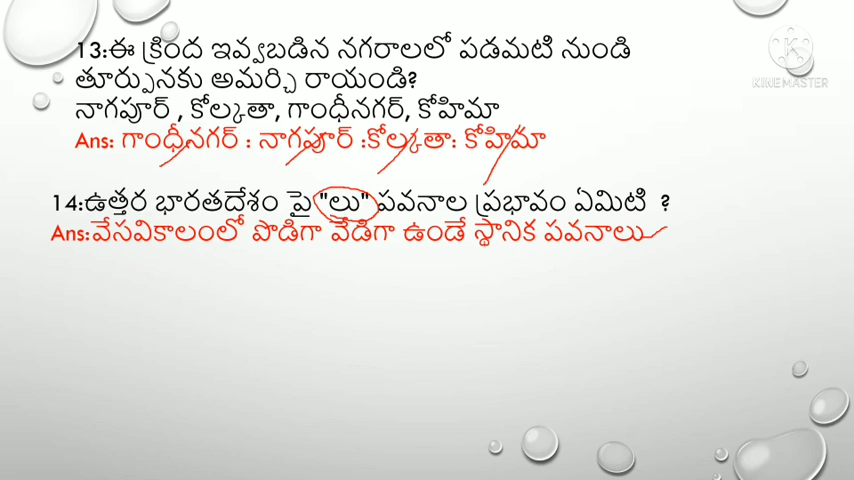 13:ఈ క్రింద ఇవ్వబడిన నగరాలలో పడమటి నుండి
తూర్పునకు అమర్చి రాయండి?
నాగపూర్ , కోల్కతా, గాంధీనగర్, కోహిమా
Ans: గాంధీనగర్ : నాగపూర్ :కోల్కతా: కోహిమా
14:ఉత్తర భారతదేశం పై "లు" పవనాల ప్రభావం ఏమిటి ?
Ans:వేసవికాలంలో పొడిగా వేడిగా ఉండే స్థానిక పవనాలు
KINEMASTER